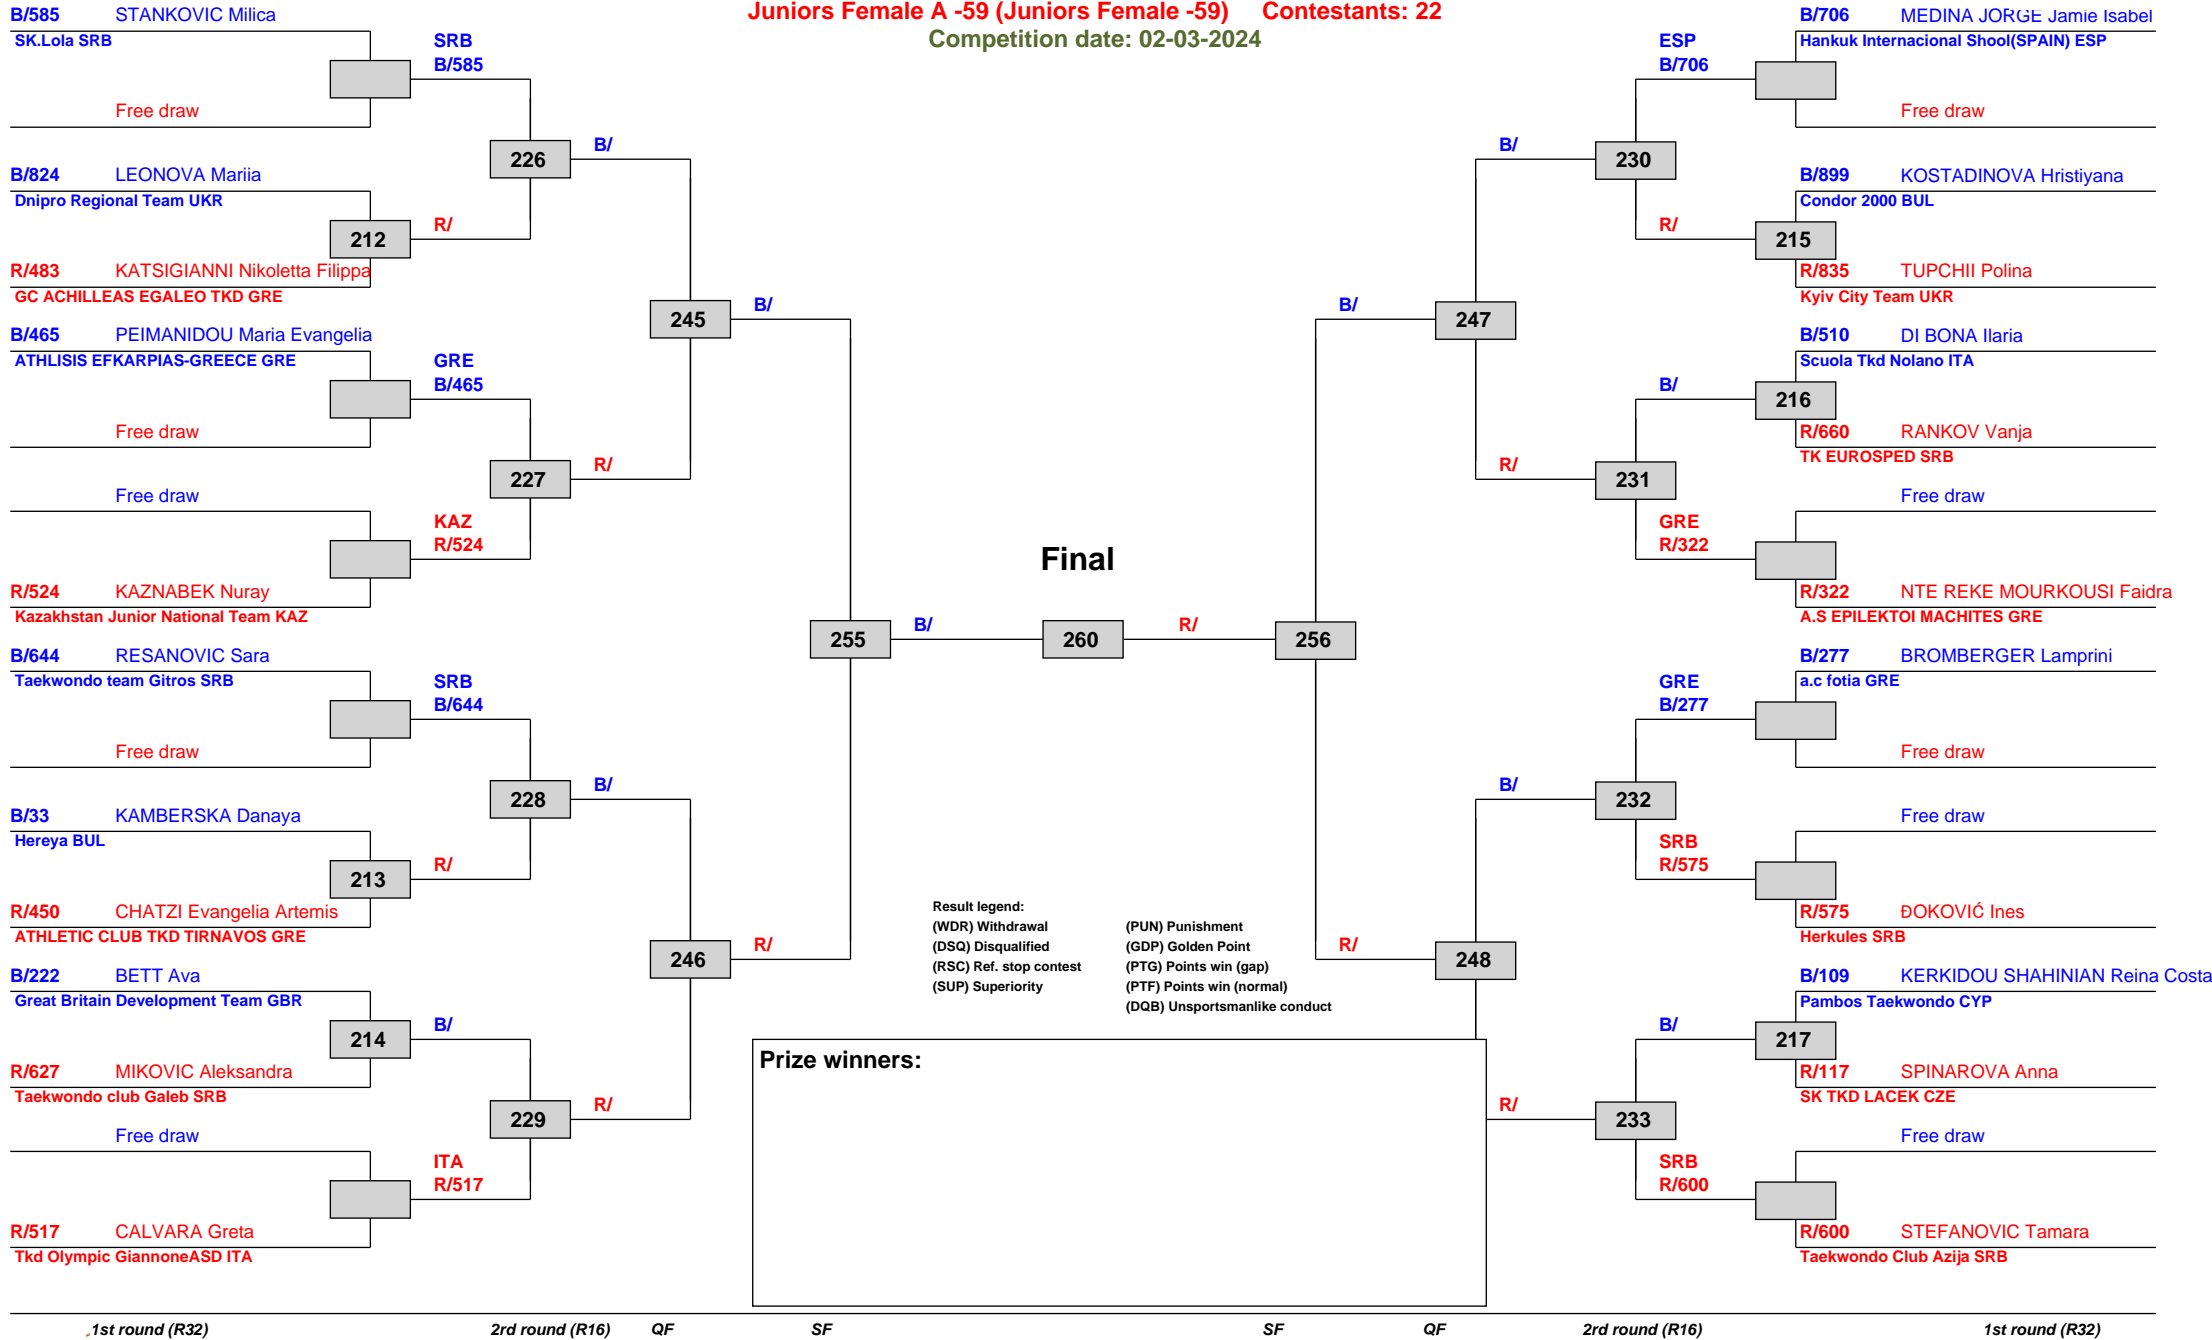 Juniors Female A -59 (Juniors Female -59) Contestants: 22
Competition date: 02-03-2024
B/585 STANKOVIC Milica
SK.Lola SRB
SRB
B/585
Free draw
226
B/
B/824 LEONOVA Mariia
Dnipro Regional Team UKR
212
R/
R/483 KATSIGIANNI Nikoletta Filippa
GC ACHILLEAS EGALEO TKD GRE
245
B/
B/465 PEIMANIDOU Maria Evangelia
ATHLISIS EFKARPIAS-GREECE GRE
GRE
B/465
Free draw
227
R/
Free draw
KAZ
R/524
R/524 KAZNABEK Nuray
Kazakhstan Junior National Team KAZ
255
B/
B/644 RESANOVIC Sara
Taekwondo team Gitros SRB
SRB
B/644
Free draw
228
B/
B/33 KAMBERSKA Danaya
Hereya BUL
213
R/
R/450 CHATZI Evangelia Artemis
ATHLETIC CLUB TKD TIRNAVOS GRE
246
R/
B/222 BETT Ava
Great Britain Development Team GBR
214
B/
R/627 MIKOVIC Aleksandra
Taekwondo club Galeb SRB
229
R/
Free draw
ITA
R/517
R/517 CALVARA Greta
Tkd Olympic GiannoneASD ITA
Final
260
R/
256
B/706 MEDINA JORGE Jamie Isabel
Hankuk Internacional Shool(SPAIN) ESP
ESP
B/706
Free draw
B/
230
B/899 KOSTADINOVA Hristiyana
Condor 2000 BUL
R/
215
R/835 TUPCHII Polina
Kyiv City Team UKR
B/
247
B/510 DI BONA Ilaria
Scuola Tkd Nolano ITA
B/
216
R/660 RANKOV Vanja
TK EUROSPED SRB
R/
231
Free draw
GRE
R/322
R/322 NTE REKE MOURKOUSI Faidra
A.S EPILEKTOI MACHITES GRE
B/277 BROMBERGER Lamprini
a.c fotia GRE
GRE
B/277
Free draw
B/
232
Free draw
SRB
R/575
R/575 ĐOKOVIĆ Ines
Herkules SRB
R/
248
B/109 KERKIDOU SHAHINIAN Reina Costa
Pambos Taekwondo CYP
B/
217
R/117 SPINAROVA Anna
SK TKD LACEK CZE
R/
233
Free draw
SRB
R/600
R/600 STEFANOVIC Tamara
Taekwondo Club Azija SRB
Result legend:
(WDR) Withdrawal (PUN) Punishment
(DSQ) Disqualified (GDP) Golden Point
(RSC) Ref. stop contest (PTG) Points win (gap)
(SUP) Superiority (PTF) Points win (normal)
(DQB) Unsportsmanlike conduct
Prize winners:
1st round (R32) 2rd round (R16) QF SF SF QF 2rd round (R16) 1st round (R32)